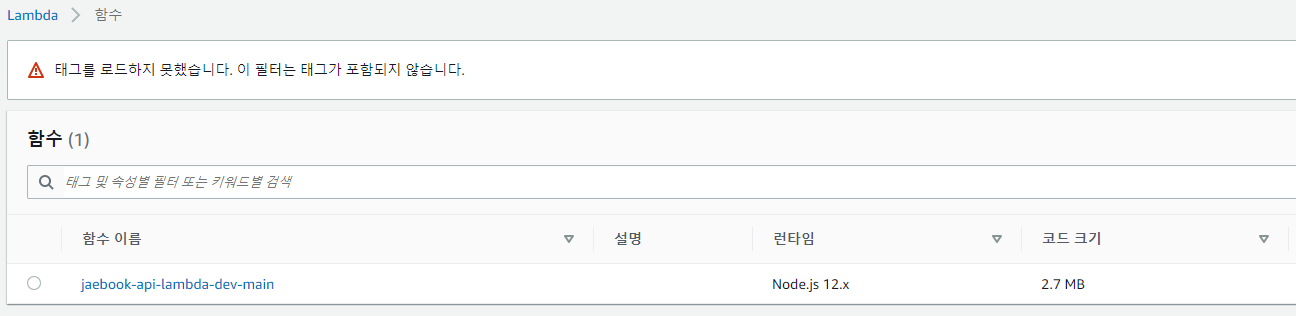 Lambda > 함수
태그를 로드하지 못했습니다. 이 필터는 태그가 포함되지 않습니다.
함수 (1)
태그 및 속성별 필터 또는 키워드별 검색
함수 이름 설명 런타임 코드 크기
jaebook-api-lambda-dev-main Node.js 12.x 2.7 MB